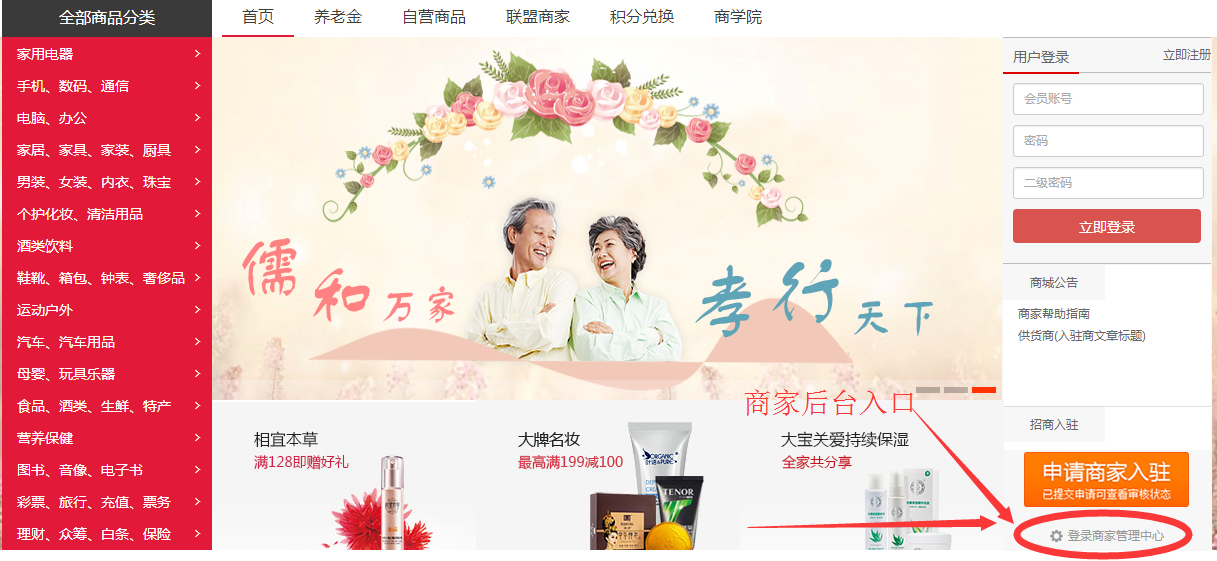 全部商品分类
首页
养老金
自营商品
联盟商家
积分兑换
商学院
家用电器
手机、数码、通信
电脑、办公
家居、家具、家装、厨具
男装、女装、内衣、珠宝
个护化妆、清洁用品
酒类饮料
鞋靴、箱包、钟表、奢侈品
运动户外
汽车、汽车用品
母婴、玩具乐器
食品、酒类、生鲜、特产
营养保健
图书、音像、电子书
彩票、旅行、充值、票务
理财、众筹、白条、保险
儒和万家
孝行天下
商家后台入口
相宜本草
满128即赠好礼
大牌名妆
最高满199减100
ORGANIC
TENOR
大宝关爱持续保湿
全家共分享
用户登录
立即注册
会员账号
密码
二级密码
立即登录
商城公告
商家帮助指南
供货商(入驻商文章标题)
招商入驻
申请商家入驻
已提交申请可查看审核状态
登录商家管理中心